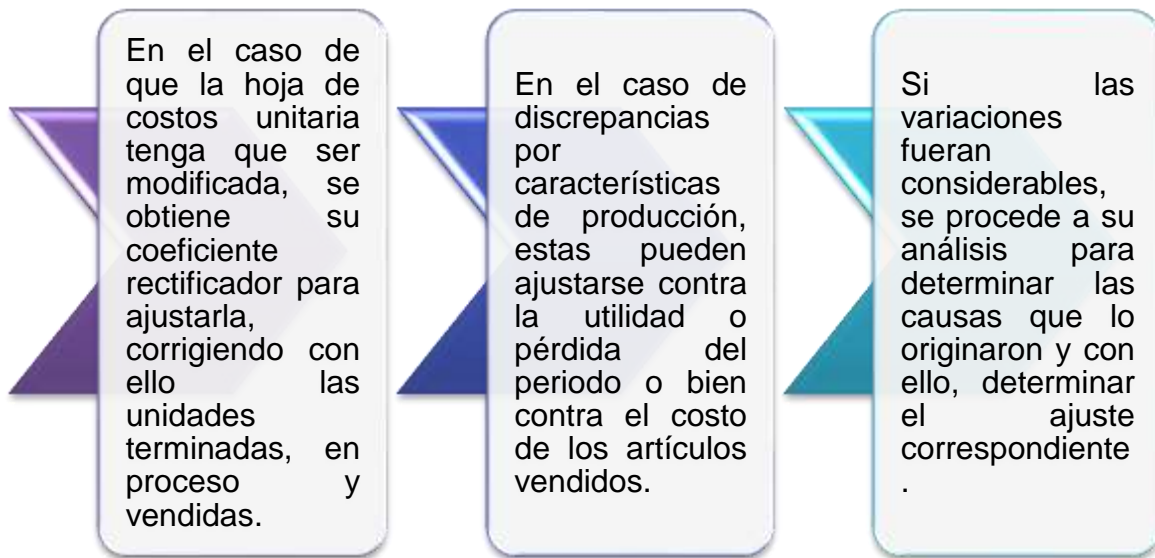 En el caso de
que la hoja de
costos unitaria
tenga que ser
modificada, se
obtiene su
coeficiente
rectificador para
ajustarla,
corrigiendo con
ello las
unidades
terminadas, en
proceso y
vendidas.
En el caso de
discrepancias
por
características
de producción,
estas pueden
ajustarse contra
la utilidad o
pérdida del
periodo o bien
contra el costo
de los artículos
vendidos.
Si las
variaciones
fueran
considerables,
se procede a su
análisis para
determinar las
causas que lo
originaron y con
ello, determinar
el ajuste
correspondiente
.